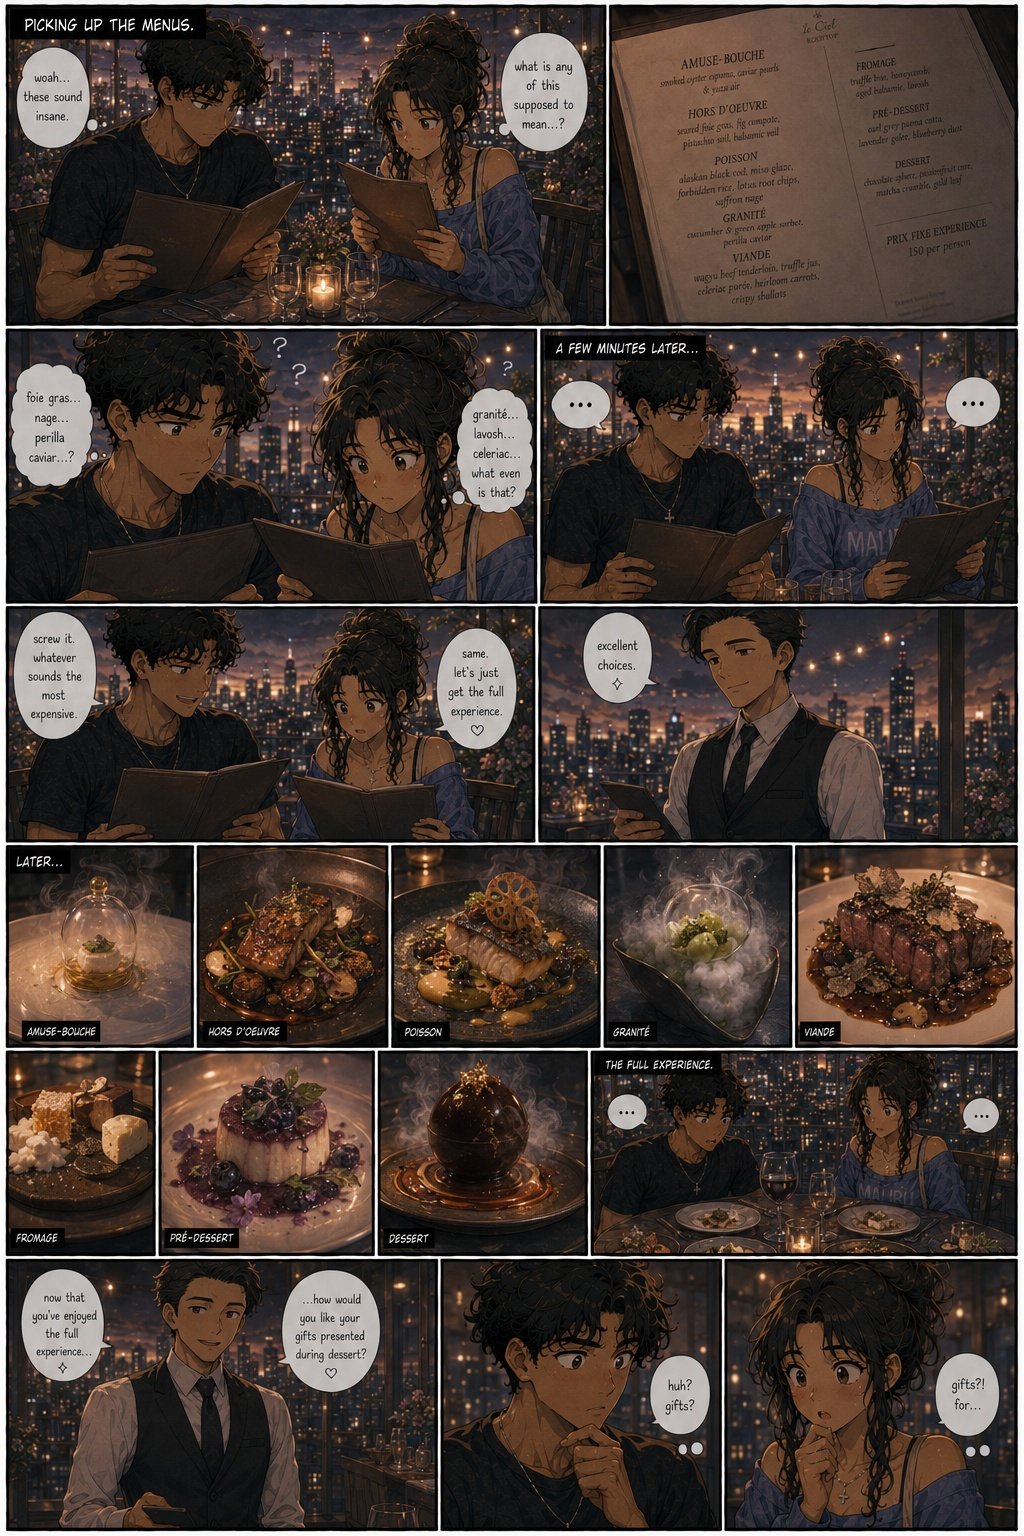 PICKING UP THE MENUS.
woah...
these sound
insane.
what is any
of this
supposed to
mean...?
Le Ciel
ROOFTOP
AMUSE-BOUCHE
smoked oyster espuma, caviar pearls
& yuzu air
HORS D'OEUVRE
seared foie gras, fig compote,
pistachio soil, balsamic veil
POISSON
alaskan black cod, miso glaze,
forbidden rice, lotus root chips,
saffron nage
GRANITÉ
cucumber & green apple sorbet,
perilla caviar
VIANDE
wagyu beef tenderloin, truffle jus,
celeriac purée, heirloom carrots,
crispy shallots
FROMAGE
truffle brie, honeycomb,
aged balsamic, lavosh
PRÉ-DESSERT
earl grey panna cotta,
lavender gelee, blueberry dust
DESSERT
chocolate sphere, passionfruit core,
matcha crumble, gold leaf
PRIX FIXE EXPERIENCE
150 per person
foie gras...
nage...
perilla
caviar...?
?
?
?
granité...
lavosh...
celeriac...
what even
is that?
A FEW MINUTES LATER...
...
...
MAUI
screw it.
whatever
sounds the
most
expensive.
same.
let's just
get the full
experience.
♡
excellent
choices.
✧
LATER...
AMUSE-BOUCHE
HORS D'OEUVRE
POISSON
GRANITÉ
VIANDE
FROMAGE
PRÉ-DESSERT
DESSERT
THE FULL EXPERIENCE.
...
...
MAUIU
now that
you've enjoyed
the full
experience...
✧
...how would
you like your
gifts presented
during dessert?
♡
huh?
gifts?
gifts?!
for...